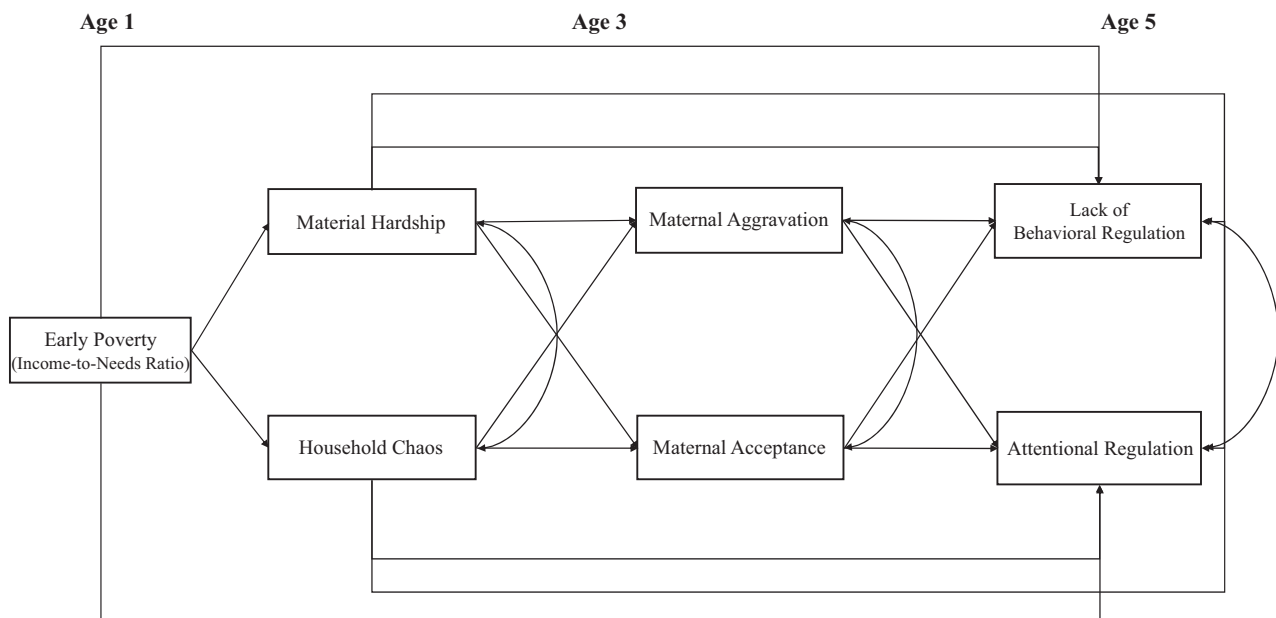 Age 1
Age 3
Age 5
Material Hardship
Maternal Aggravation
Lack of
Behavioral Regulation
Early Poverty
(Income-to-Needs Ratio)
Household Chaos
Maternal Acceptance
Attentional Regulation